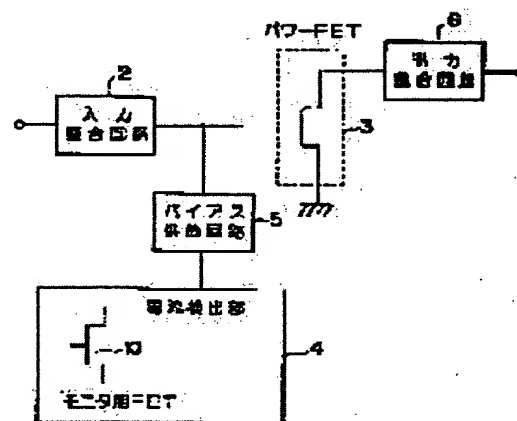 パワーFET
6
出力
整合回路
2
入力
整合回路
3
バイアス
供給回路
5
電流検出部
10
4
モニタ用FET